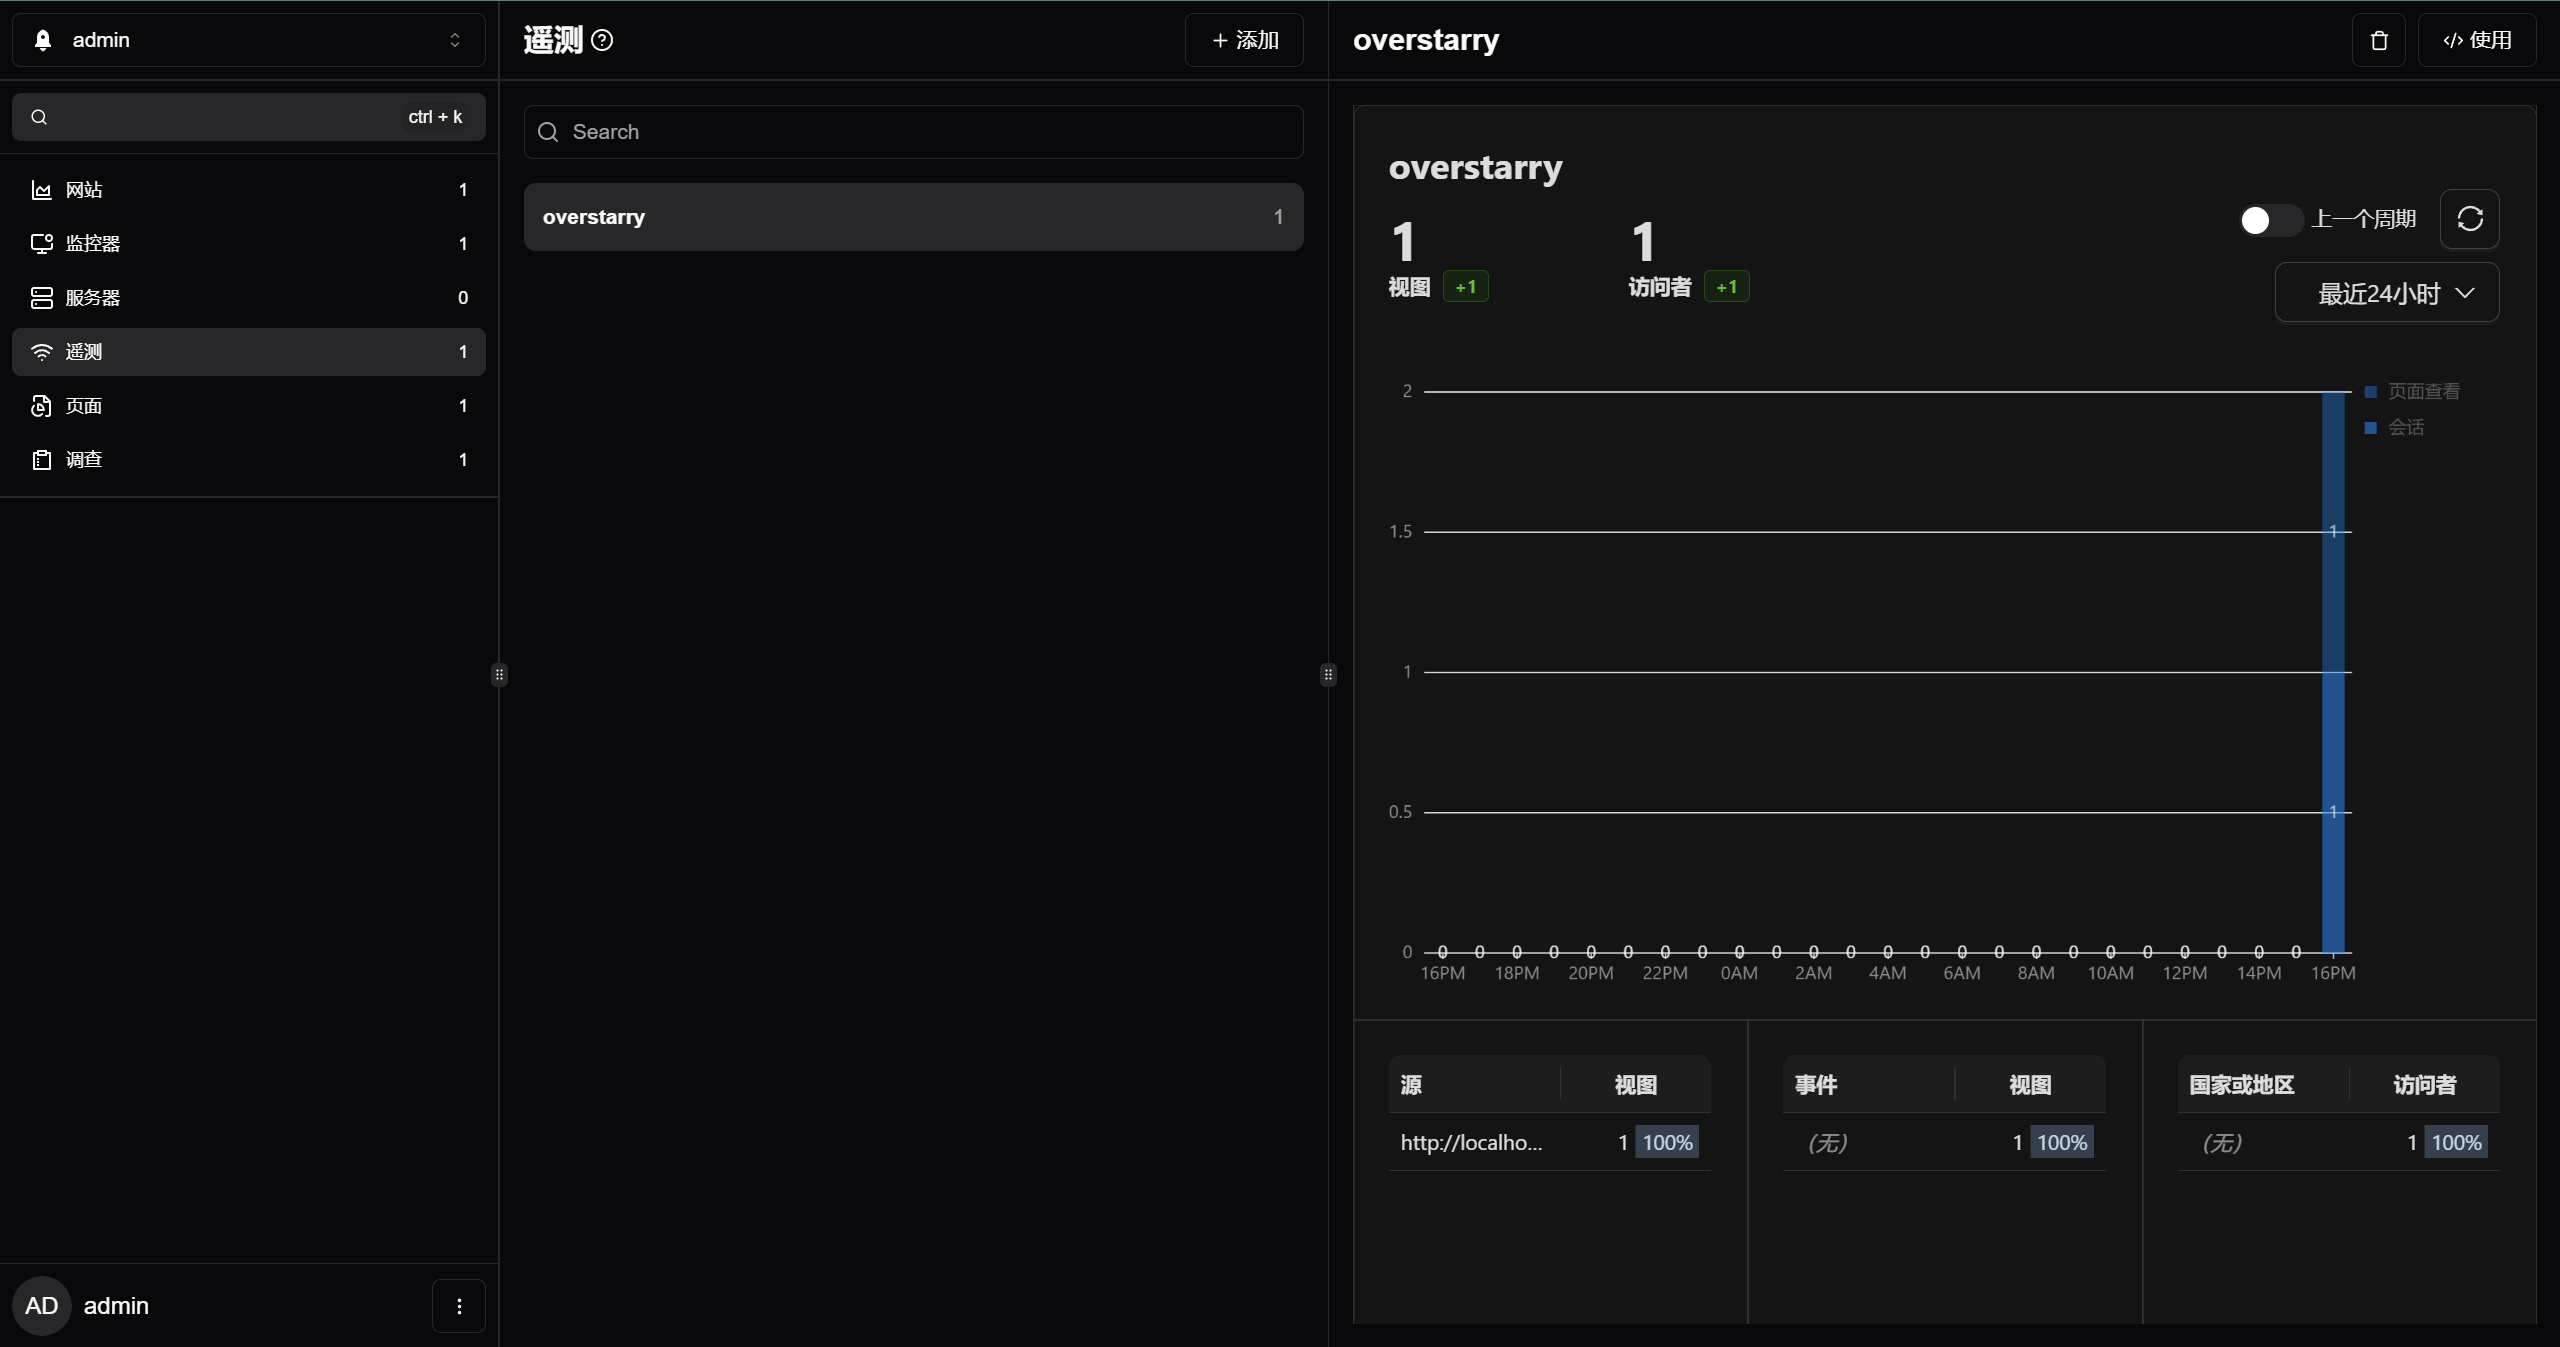 admin
ctrl + k
网站 1
监控器 1
服务器 0
遥测 1
页面 1
调查 1
AD admin
遥测
添加
Search
overstarry 1
overstarry
使用
overstarry
1
视图 +1
1
访问者 +1
上一个周期
最近24小时
页面查看
会话
2
1.5
1
0.5
0
1
1
0 0 0 0 0 0 0 0 0 0 0 0 0 0 0 0 0 0 0 0 0 0 0 0
16PM 18PM 20PM 22PM 0AM 2AM 4AM 6AM 8AM 10AM 12PM 14PM 16PM
源 视图
http://localho... 1 100%
事件 视图
(无) 1 100%
国家或地区 访问者
(无) 1 100%